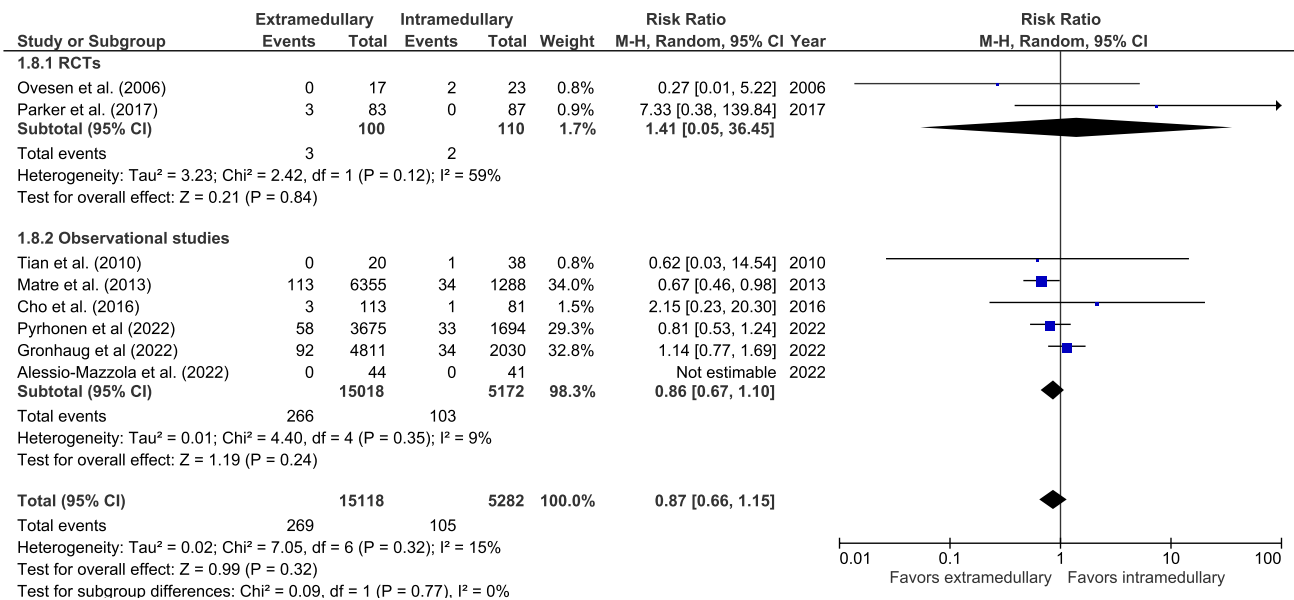 Extramedullary Intramedullary Risk Ratio Risk Ratio
Study or Subgroup Events Total Events Total Weight M-H, Random, 95% CI Year M-H, Random, 95% CI
1.8.1 RCTs
Ovesen et al. (2006) 0 17 2 23 0.8% 0.27 [0.01, 5.22] 2006
Parker et al. (2017) 3 83 0 87 0.9% 7.33 [0.38, 139.84] 2017
Subtotal (95% CI) 100 110 1.7% 1.41 [0.05, 36.45]
Total events 3 2
Heterogeneity: Tau² = 3.23; Chi² = 2.42, df = 1 (P = 0.12); I² = 59%
Test for overall effect: Z = 0.21 (P = 0.84)
1.8.2 Observational studies
Tian et al. (2010) 0 20 1 38 0.8% 0.62 [0.03, 14.54] 2010
Matre et al. (2013) 113 6355 34 1288 34.0% 0.67 [0.46, 0.98] 2013
Cho et al. (2016) 3 113 1 81 1.5% 2.15 [0.23, 20.30] 2016
Pyrhonen et al (2022) 58 3675 33 1694 29.3% 0.81 [0.53, 1.24] 2022
Gronhaug et al (2022) 92 4811 34 2030 32.8% 1.14 [0.77, 1.69] 2022
Alessio-Mazzola et al. (2022) 0 44 0 41 Not estimable 2022
Subtotal (95% CI) 15018 5172 98.3% 0.86 [0.67, 1.10]
Total events 266 103
Heterogeneity: Tau² = 0.01; Chi² = 4.40, df = 4 (P = 0.35); I² = 9%
Test for overall effect: Z = 1.19 (P = 0.24)
Total (95% CI) 15118 5282 100.0% 0.87 [0.66, 1.15]
Total events 269 105
Heterogeneity: Tau² = 0.02; Chi² = 7.05, df = 6 (P = 0.32); I² = 15%
Test for overall effect: Z = 0.99 (P = 0.32)
Test for subgroup differences: Chi² = 0.09, df = 1 (P = 0.77), I² = 0%
0.01 0.1 1 10 100
Favors extramedullary Favors intramedullary